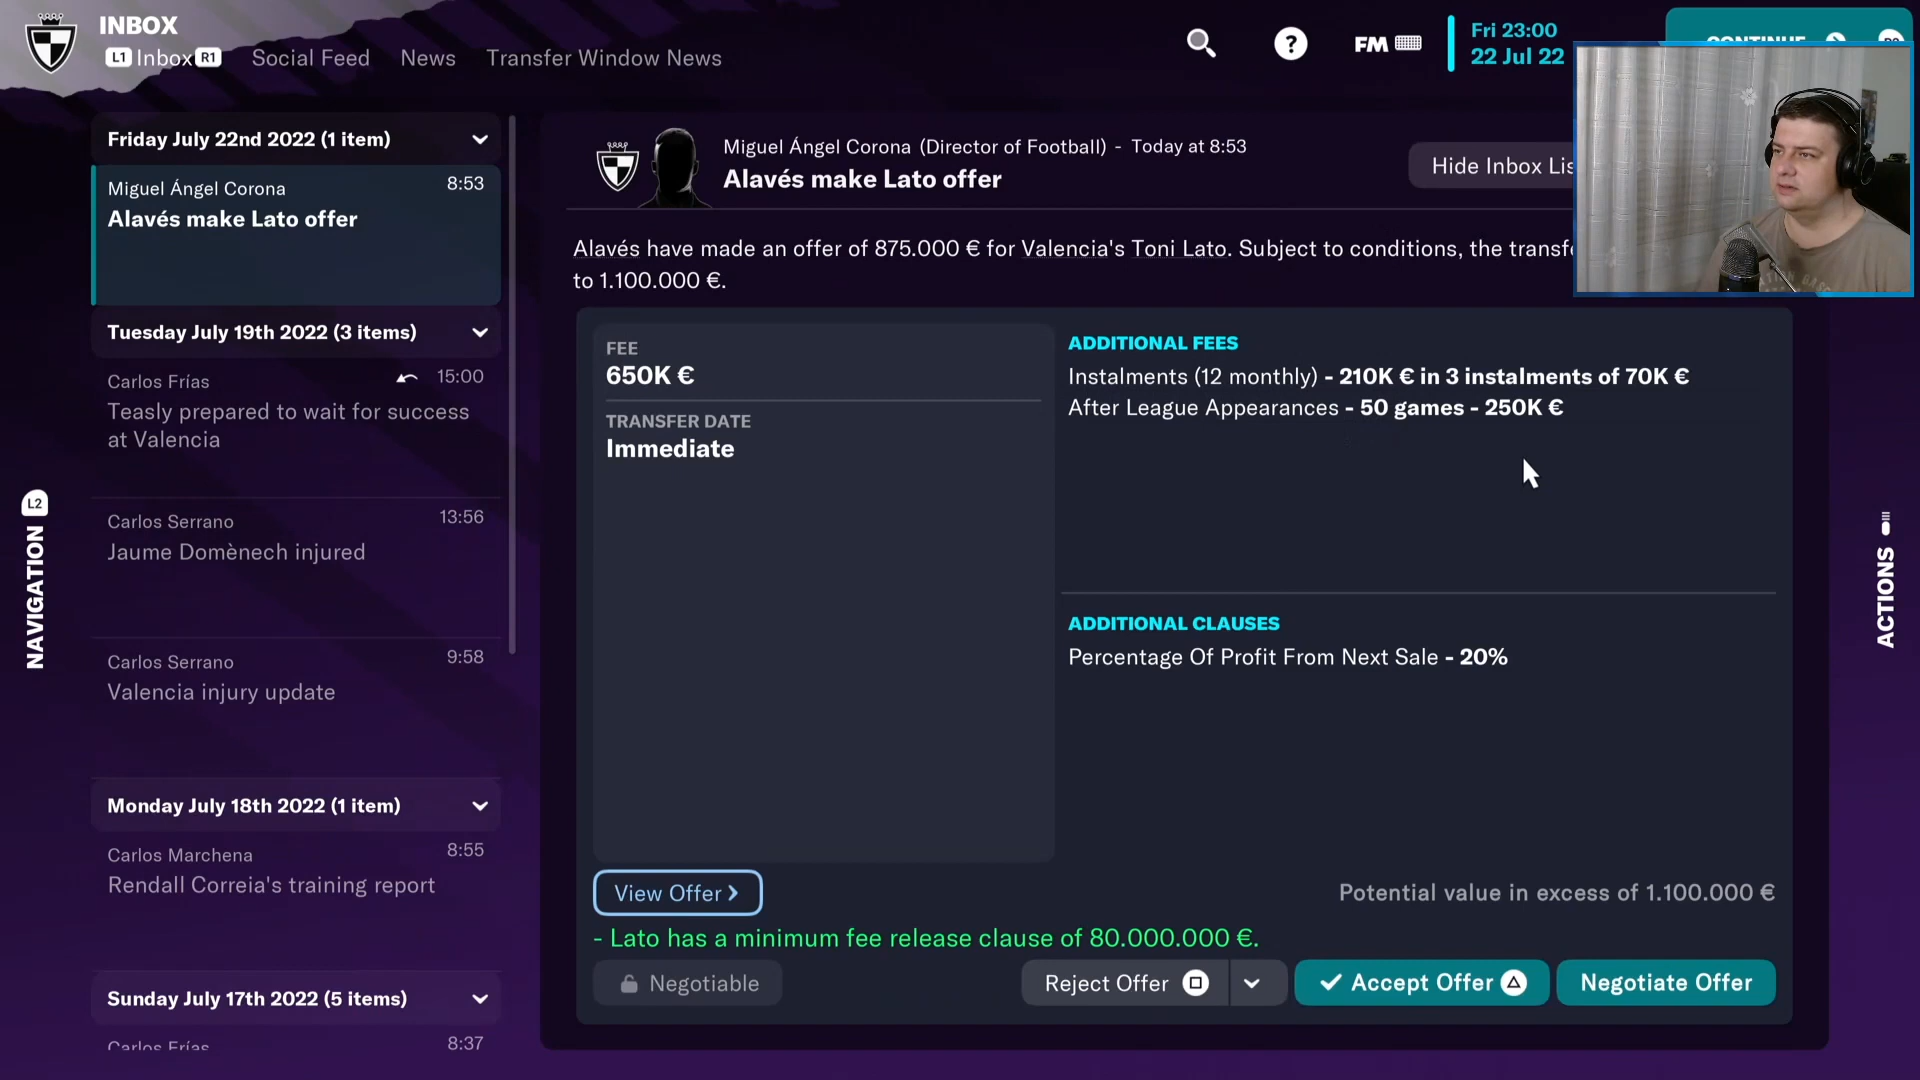 INBOX
L1 Inbox R1 Social Feed News Transfer Window News
? FM Fri 23:00
22 Jul 22
CONTINUE
Friday July 22nd 2022 (1 item)
Miguel Ángel Corona 8:53
Alavés make Lato offer
Tuesday July 19th 2022 (3 items)
Carlos Frías 15:00
Teasly prepared to wait for success
at Valencia
Carlos Serrano 13:56
Jaume Domènech injured
Carlos Serrano 9:58
Valencia injury update
Monday July 18th 2022 (1 item)
Carlos Marchena 8:55
Rendall Correia's training report
Sunday July 17th 2022 (5 items)
Carlos Frías 8:37
L2
NAVIGATION
Miguel Ángel Corona (Director of Football) - Today at 8:53
Alavés make Lato offer
Hide Inbox Lis
Alavés have made an offer of 875.000 € for Valencia's Toni Lato. Subject to conditions, the transfe
to 1.100.000 €.
FEE
650K €
TRANSFER DATE
Immediate
ADDITIONAL FEES
Instalments (12 monthly) - 210K € in 3 instalments of 70K €
After League Appearances - 50 games - 250K €
ADDITIONAL CLAUSES
Percentage Of Profit From Next Sale - 20%
View Offer
Potential value in excess of 1.100.000 €
- Lato has a minimum fee release clause of 80.000.000 €.
Negotiable
Reject Offer
Accept Offer
Negotiate Offer
ACTIONS